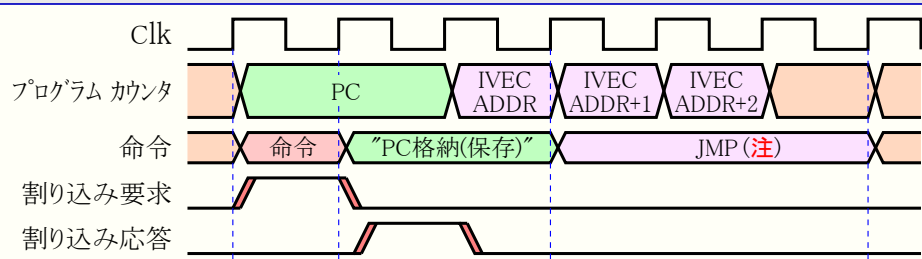 Clk
プログラム カウンタ
PC
IVEC
ADDR
IVEC
ADDR+1
IVEC
ADDR+2
命令
命令
"PC格納(保存)"
JMP (注)
割り込み要求
割り込み応答